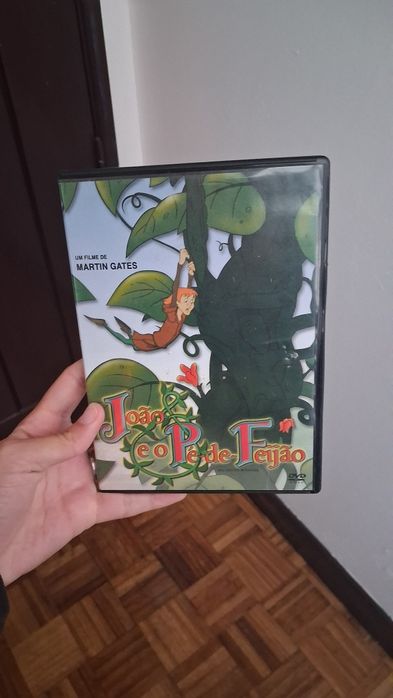 UM FILME DE
MARTIN GATES
João
e o Pé-de-Feijão
DVD